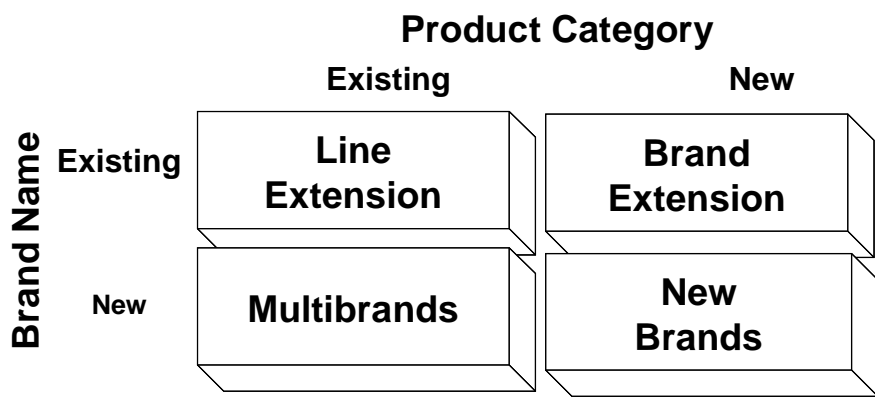 Product Category
Existing
New
Brand Name
Existing
Line
Extension
Brand
Extension
New
Multibrands
New
Brands